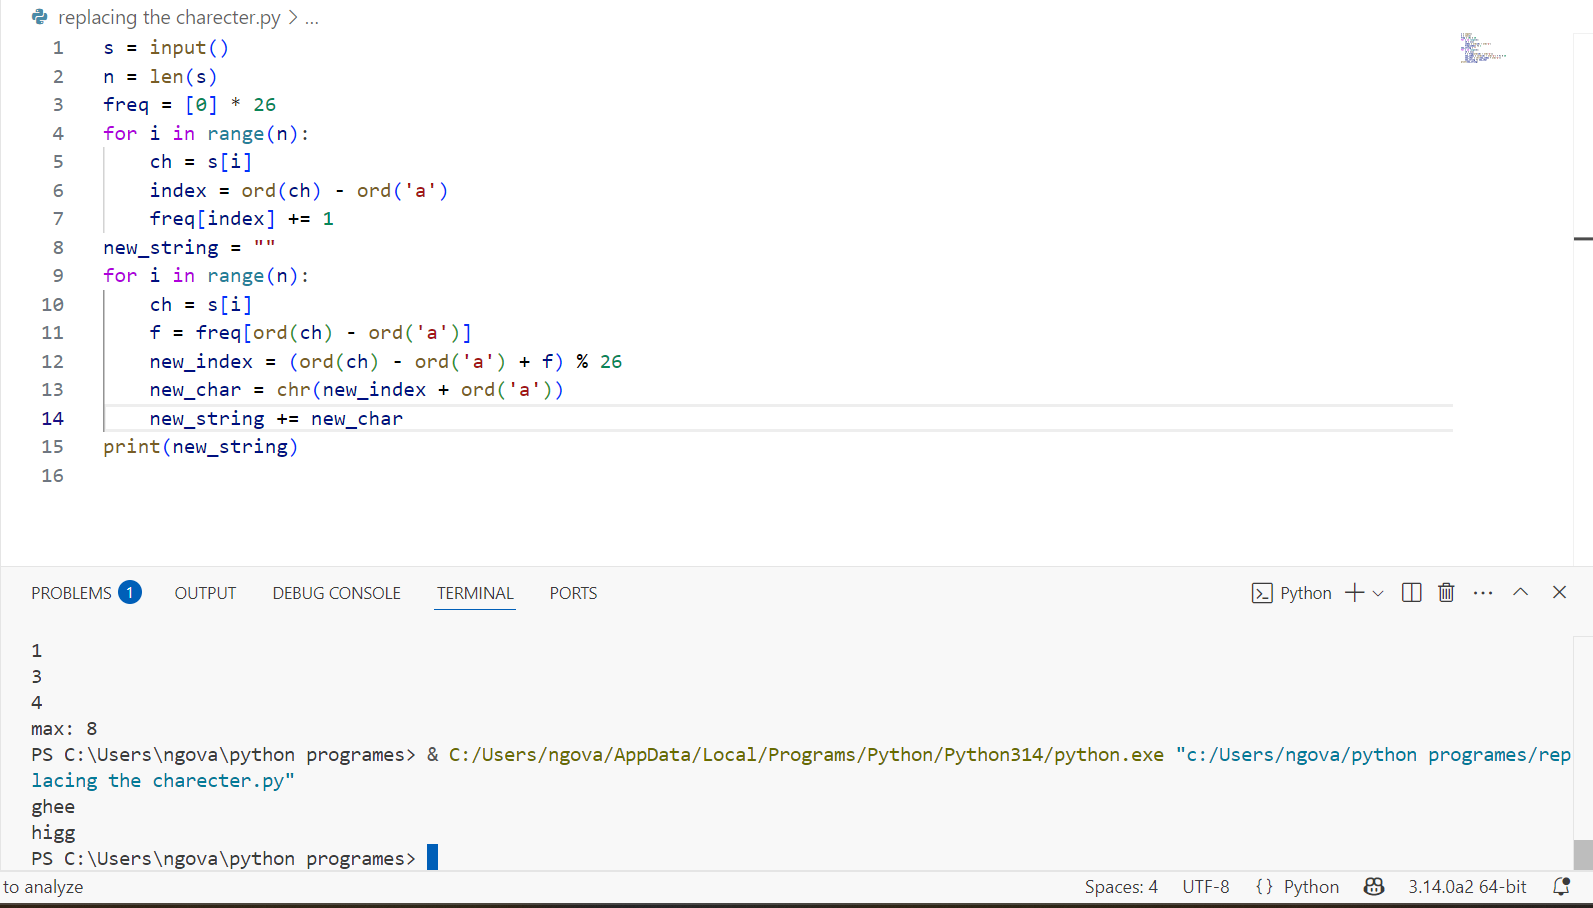 replacing the charecter.py > ...
1 s = input()
2 n = len(s)
3 freq = [0] * 26
4 for i in range(n):
5     ch = s[i]
6     index = ord(ch) - ord('a')
7     freq[index] += 1
8 new_string = ""
9 for i in range(n):
10     ch = s[i]
11     f = freq[ord(ch) - ord('a')]
12     new_index = (ord(ch) - ord('a') + f) % 26
13     new_char = chr(new_index + ord('a'))
14     new_string += new_char
15 print(new_string)
16
PROBLEMS 1 OUTPUT DEBUG CONSOLE TERMINAL PORTS Python
1
3
4
max: 8
PS C:\Users\ngova\python programes> & C:/Users/ngova/AppData/Local/Programs/Python/Python314/python.exe "c:/Users/ngova/python programes/rep
lacing the charecter.py"
ghee
higg
PS C:\Users\ngova\python programes>
to analyze Spaces: 4 UTF-8 {} Python 3.14.0a2 64-bit